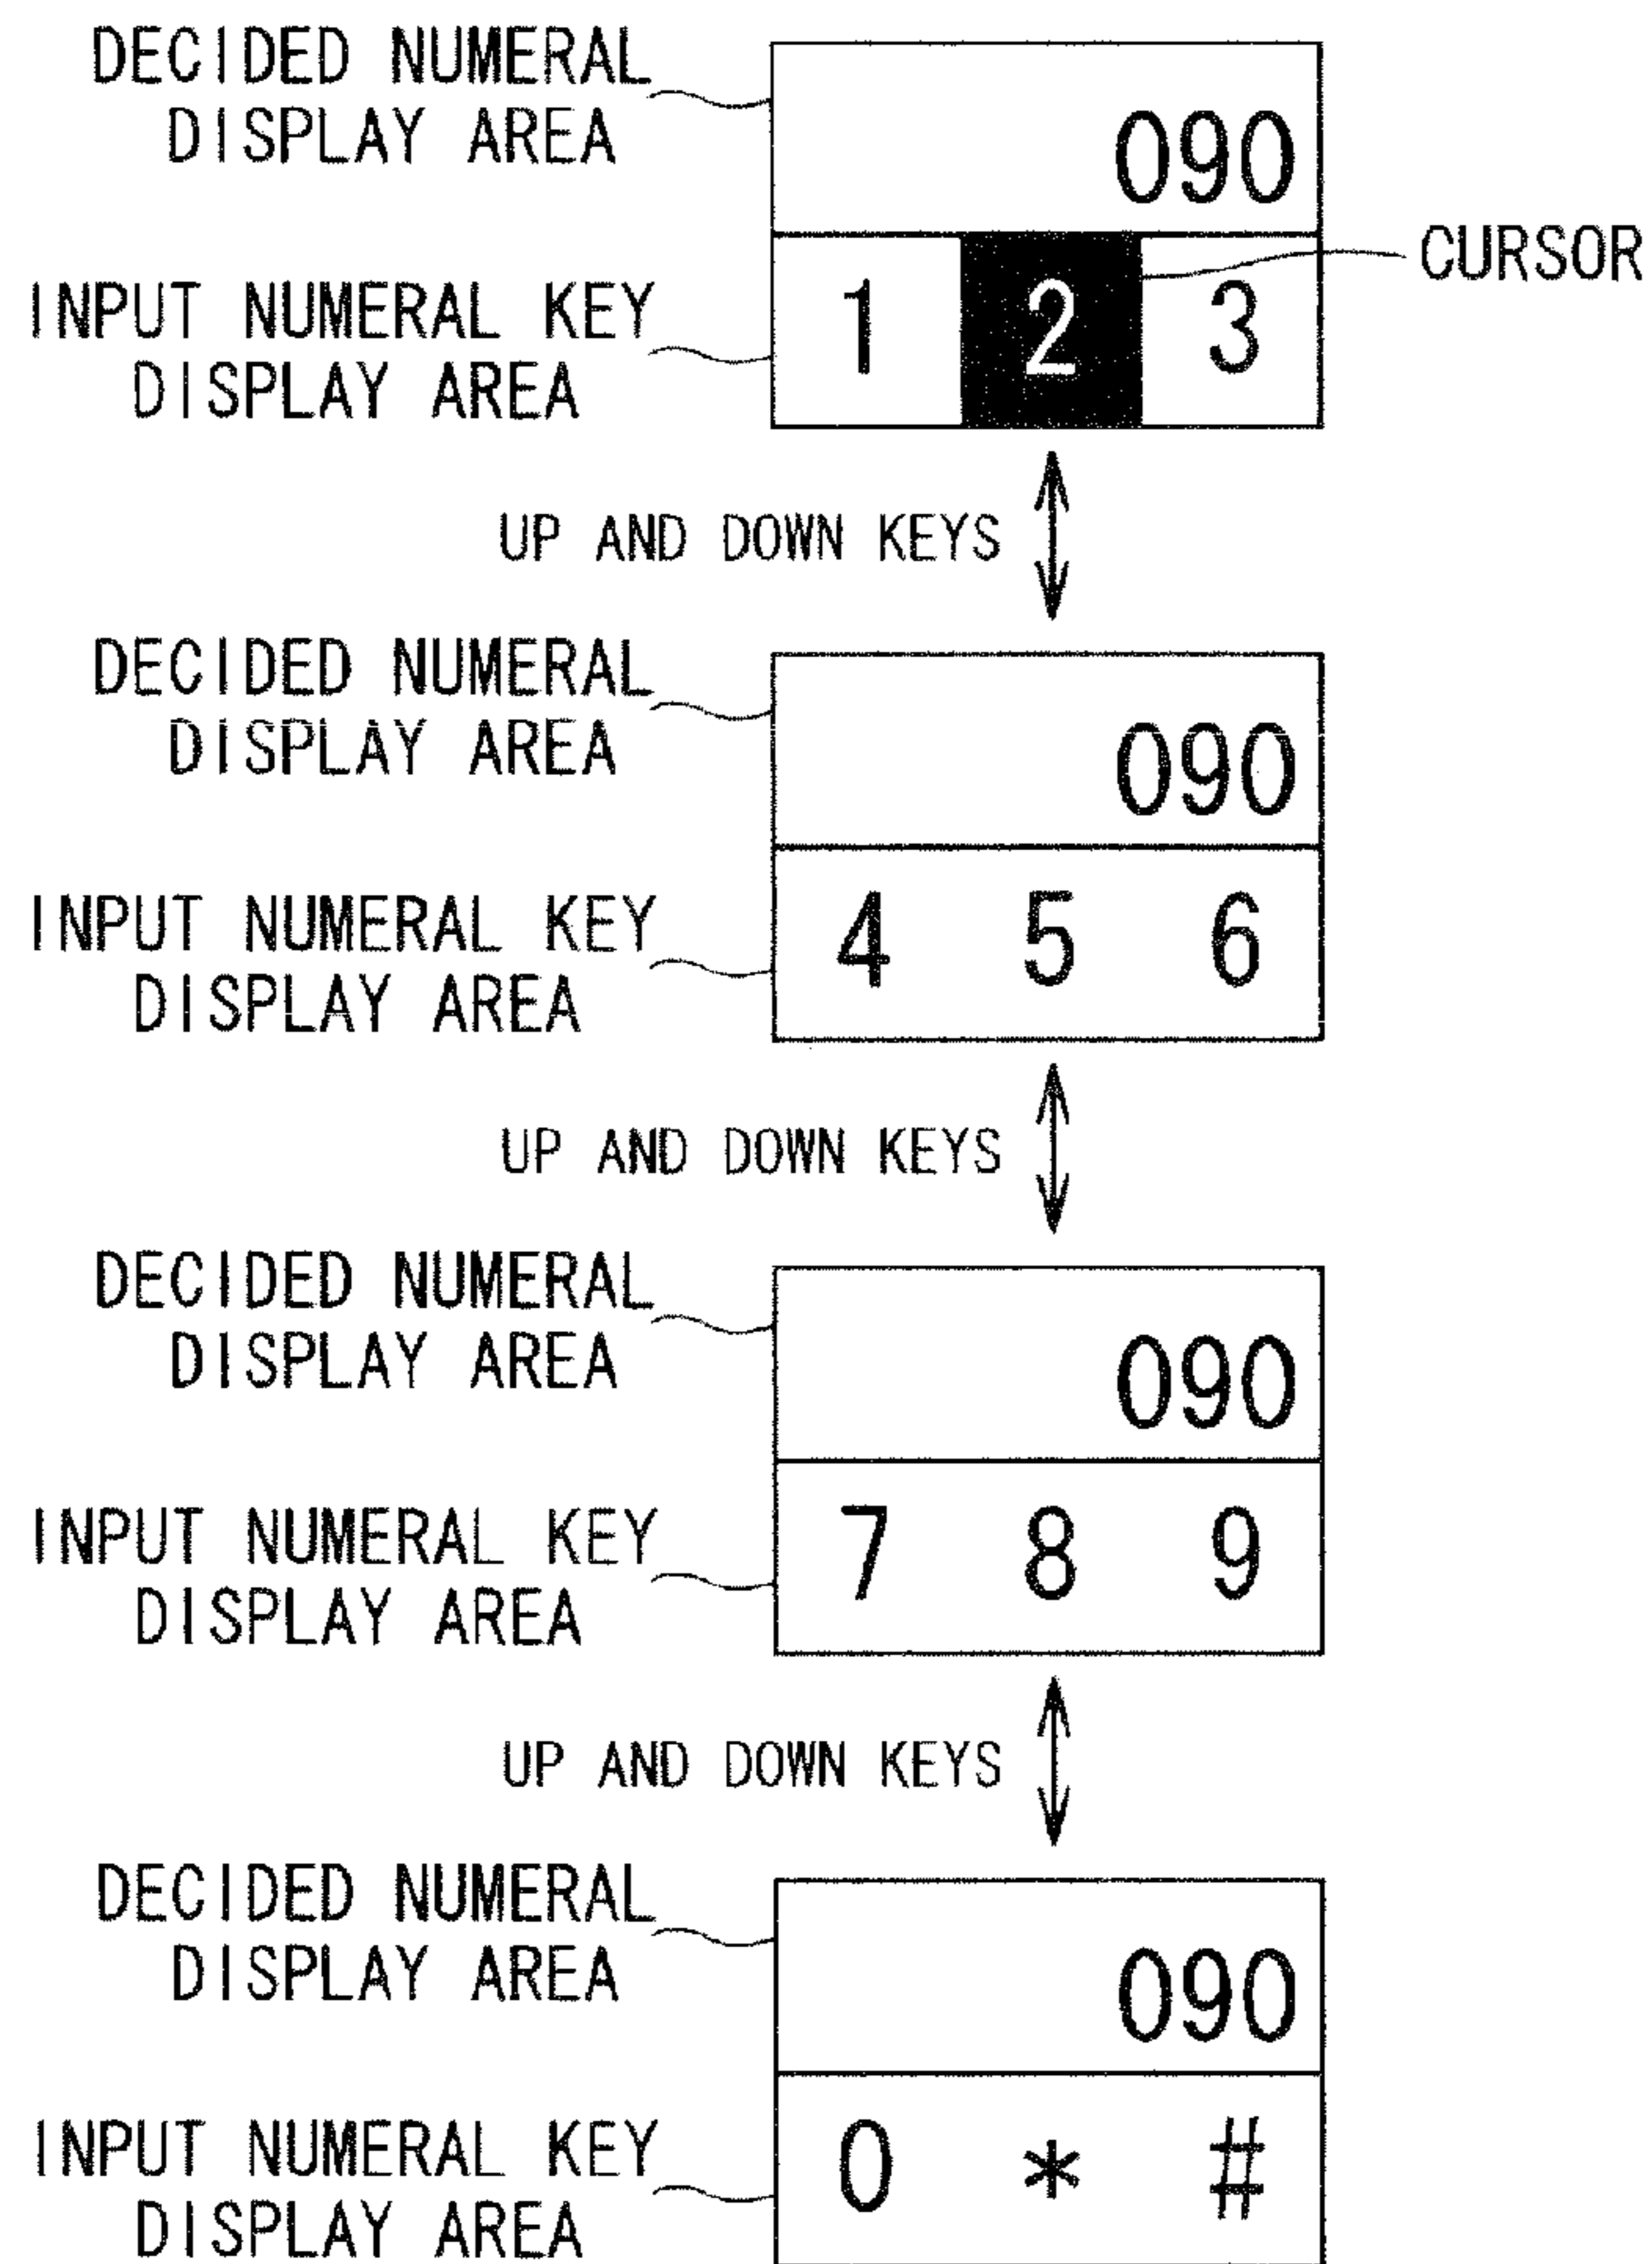 DECIDED NUMERAL
DISPLAY AREA
090
CURSOR
INPUT NUMERAL KEY
DISPLAY AREA
1 2 3
UP AND DOWN KEYS
DECIDED NUMERAL
DISPLAY AREA
090
INPUT NUMERAL KEY
DISPLAY AREA
4 5 6
UP AND DOWN KEYS
DECIDED NUMERAL
DISPLAY AREA
090
INPUT NUMERAL KEY
DISPLAY AREA
7 8 9
UP AND DOWN KEYS
DECIDED NUMERAL
DISPLAY AREA
090
INPUT NUMERAL KEY
DISPLAY AREA
0 * #